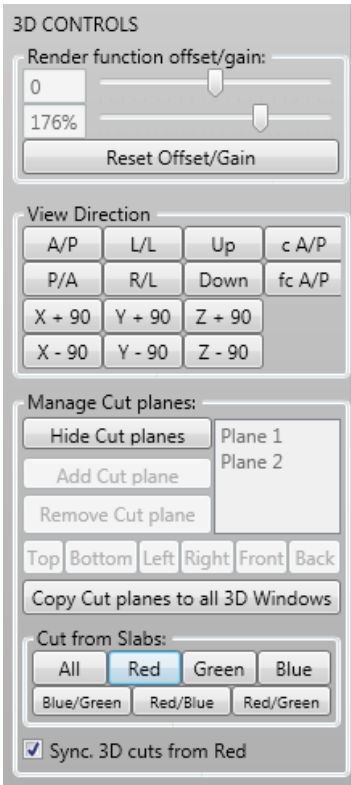 3D CONTROLS
Render function offset/gain:
0
176%
Reset Offset/Gain
View Direction
A/P L/L Up c A/P
P/A R/L Down fc A/P
X + 90 Y + 90 Z + 90
X - 90 Y - 90 Z - 90
Manage Cut planes:
Hide Cut planes Plane 1
Plane 2
Add Cut plane
Remove Cut plane
Top Bottom Left Right Front Back
Copy Cut planes to all 3D Windows
Cut from Slabs:
All Red Green Blue
Blue/Green Red/Blue Red/Green
Sync. 3D cuts from Red